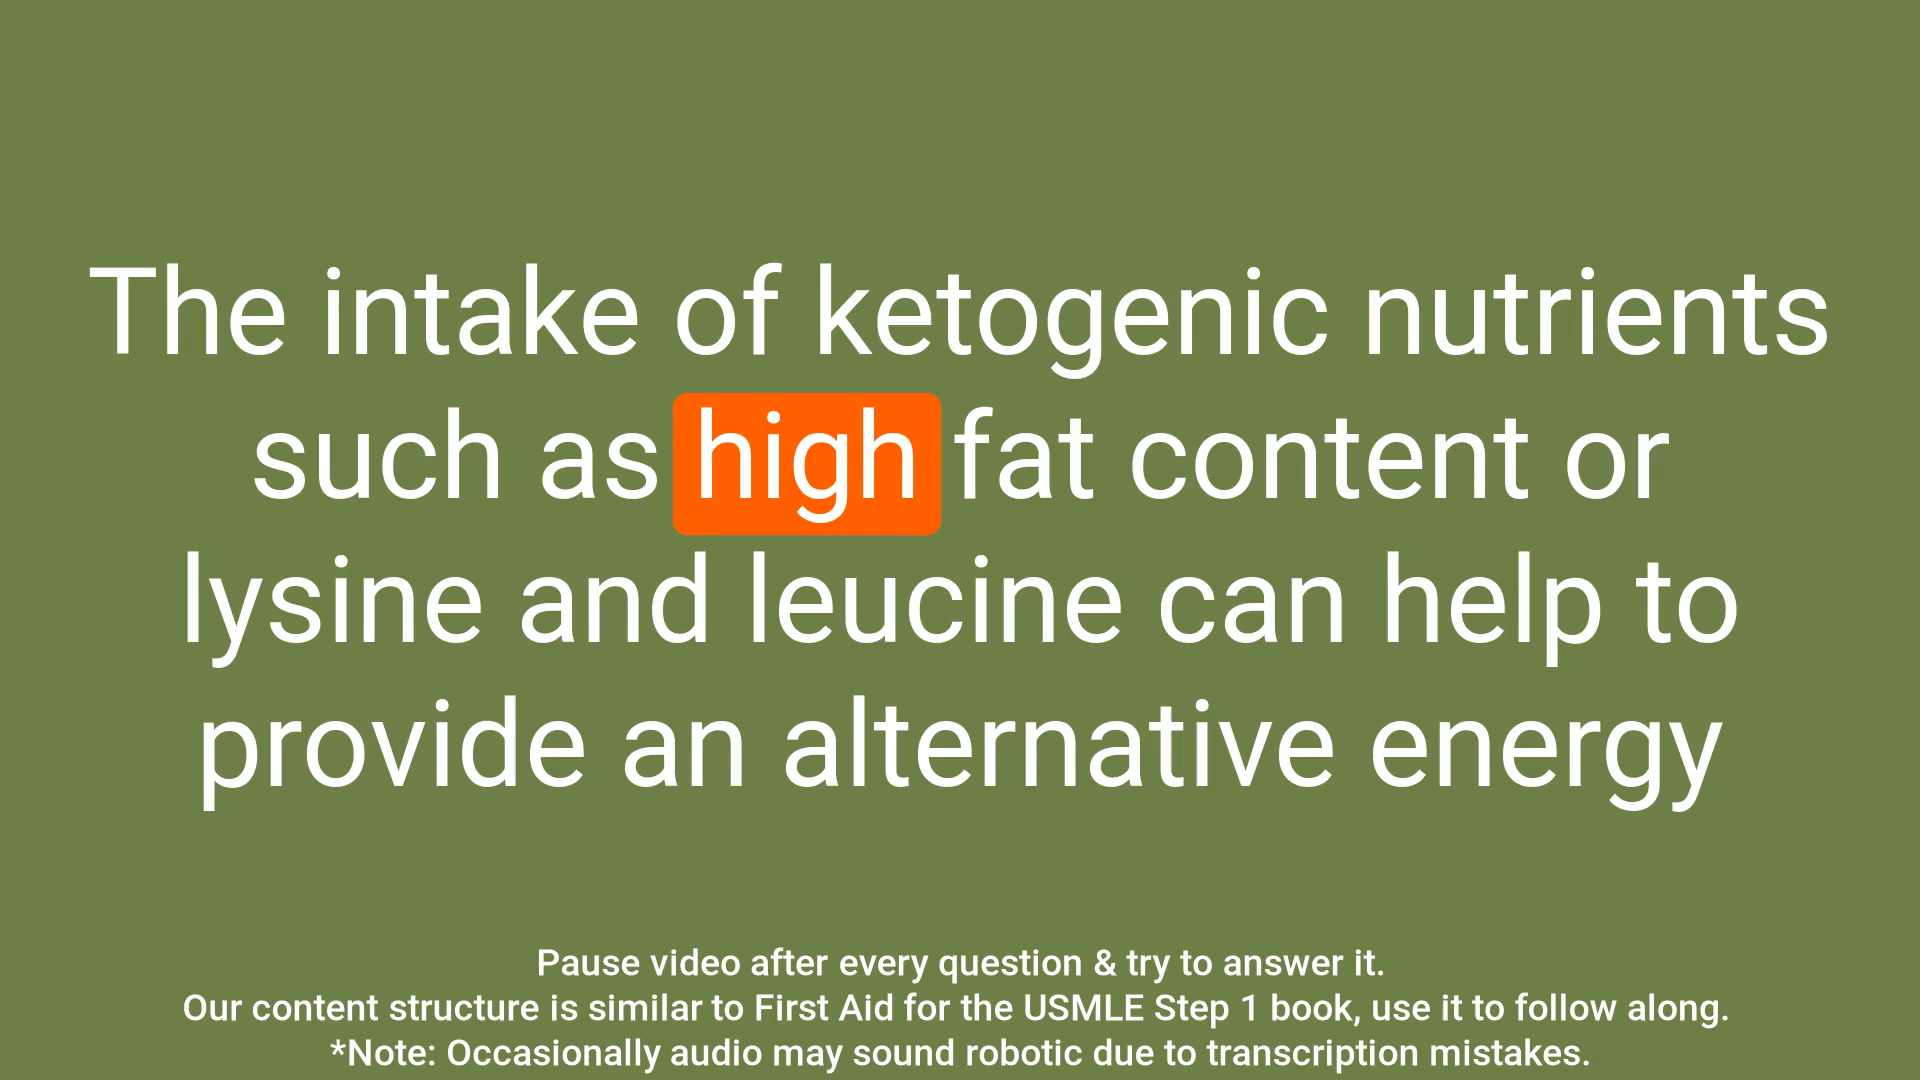 The intake of ketogenic nutrients
such as high fat content or
lysine and leucine can help to
provide an alternative energy
Pause video after every question & try to answer it.
Our content structure is similar to First Aid for the USMLE Step 1 book, use it to follow along.
*Note: Occasionally audio may sound robotic due to transcription mistakes.